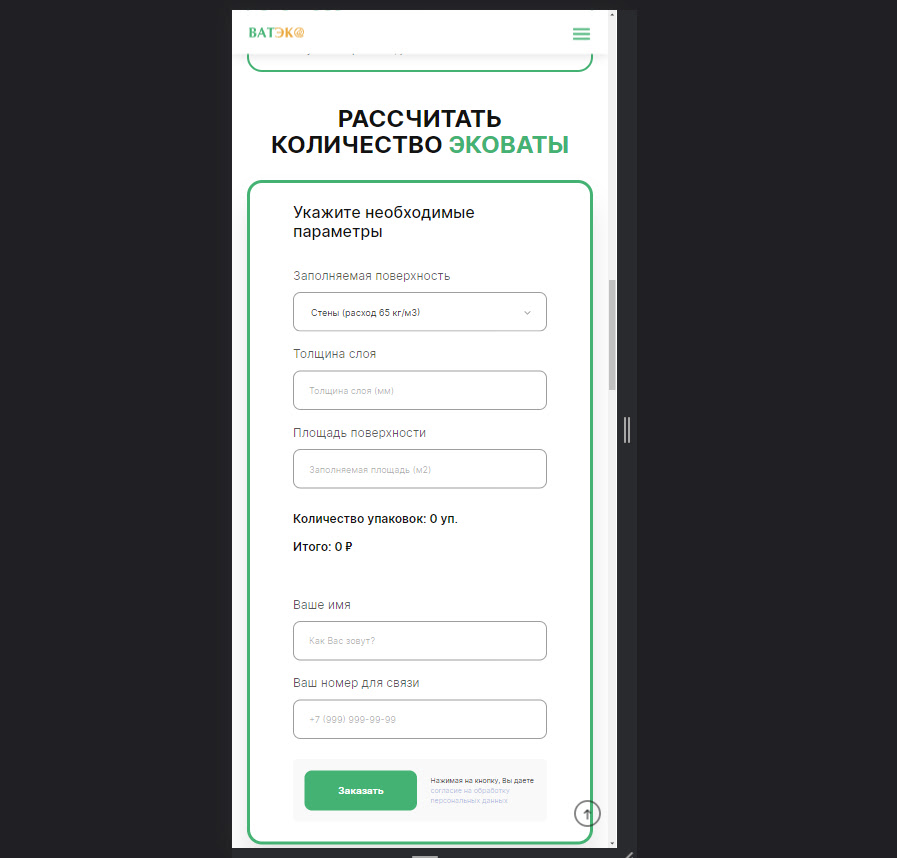 ВАТЭКО
РАССЧИТАТЬ
КОЛИЧЕСТВО ЭКОВАТЫ
Укажите необходимые
параметры
Заполняемая поверхность
Стены (расход 65 кг/м3)
Толщина слоя
Толщина слоя (мм)
Площадь поверхности
Заполняемая площадь (м2)
Количество упаковок: 0 уп.
Итого: 0 ₽
Ваше имя
Как Вас зовут?
Ваш номер для связи
+7 (999) 999-99-99
Заказать
Нажимая на кнопку, Вы даете
согласие на обработку
персональных данных